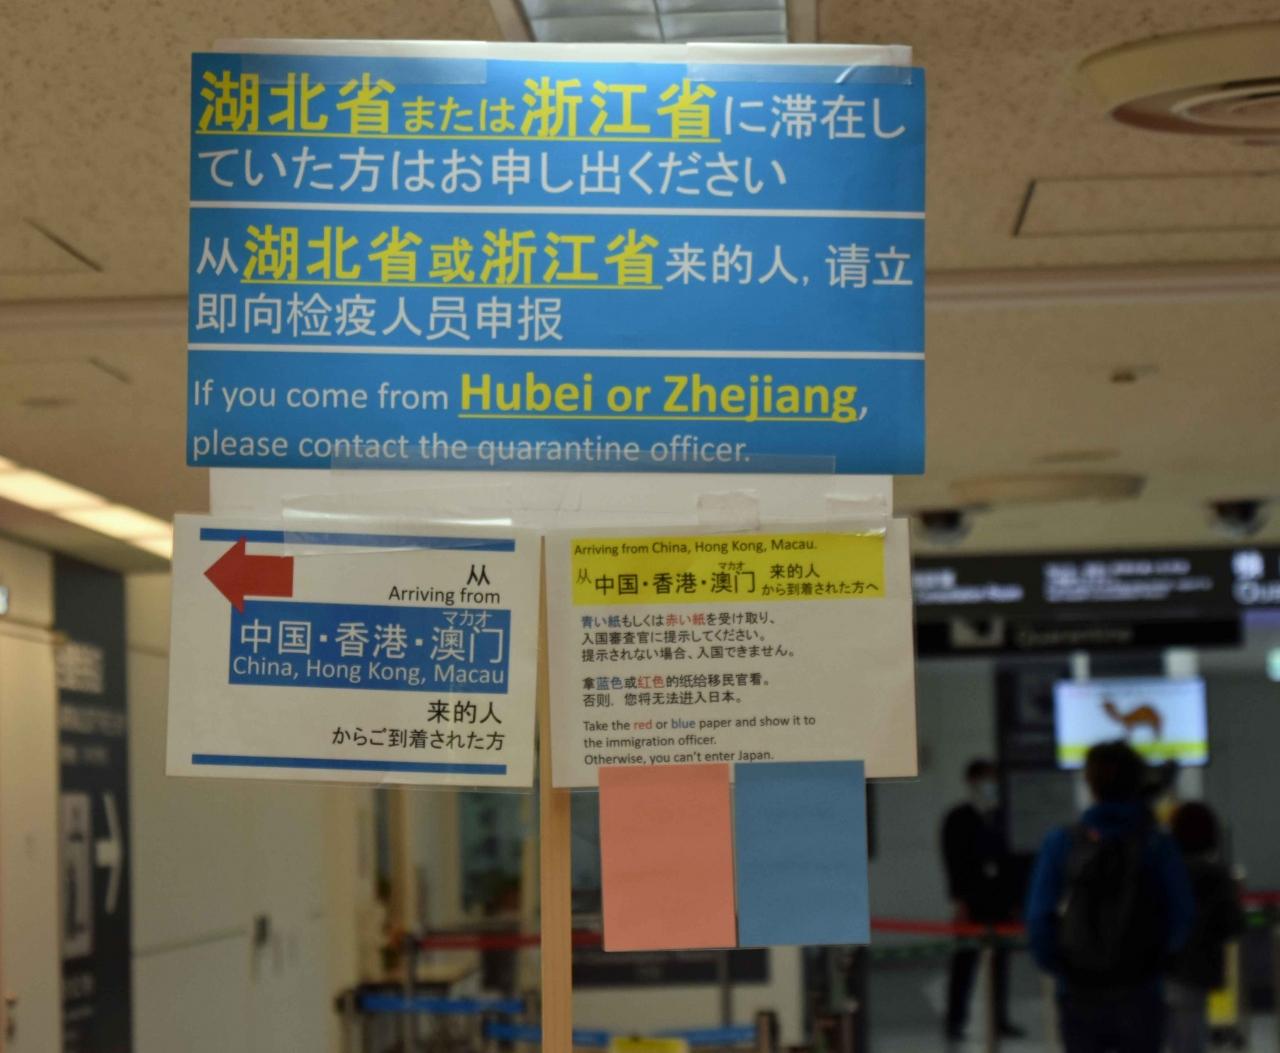 湖北省または浙江省に滞在し
ていた方はお申し出ください
从湖北省或浙江省来的人, 请立
即向检疫人员申报
If you come from Hubei or Zhejiang,
please contact the quarantine officer.
从
Arriving from
マカオ
中国・香港・澳门
China, Hong Kong, Macau
来的人
からご到着された方
Arriving from China, Hong Kong, Macau.
マカオ
从 中国・香港・澳门 来的人
から到着された方へ
青い紙もしくは赤い紙を受け取り、
入国審査官に提示してください。
提示されない場合、入国できません。
拿蓝色或红色的纸给移民官看。
否则, 您将无法进入日本。
Take the red or blue paper and show it to
the immigration officer.
Otherwise, you can't enter Japan.
Quarantine